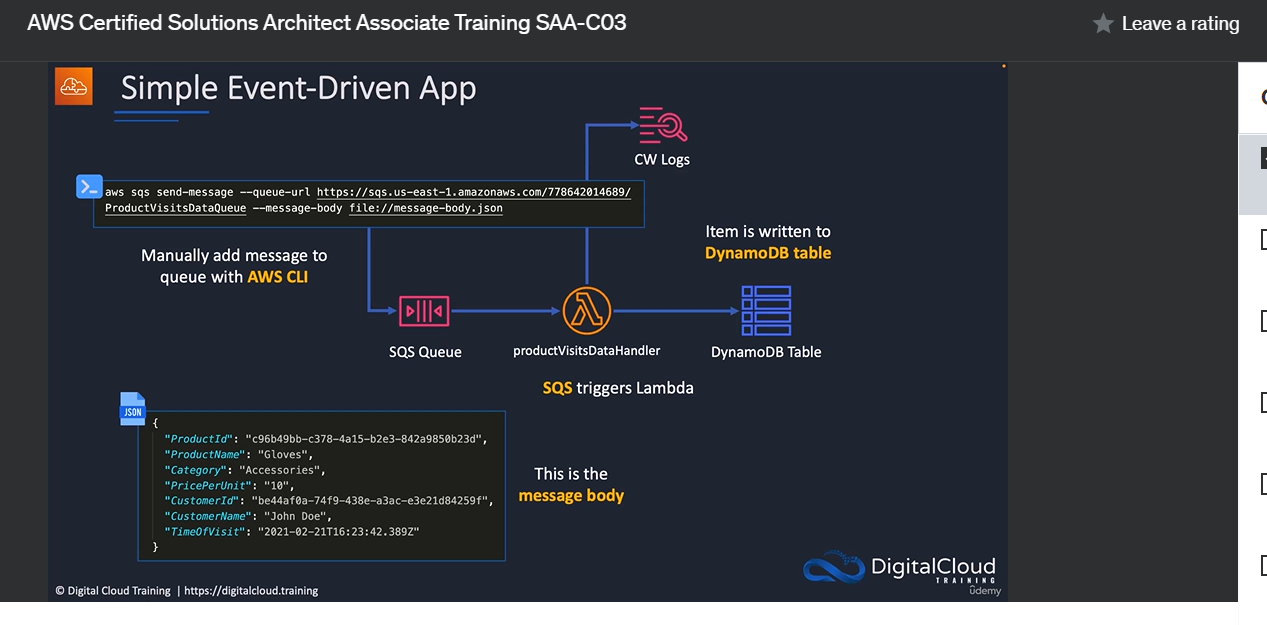 AWS Certified Solutions Architect Associate Training SAA-C03
Leave a rating
Simple Event-Driven App
CW Logs
aws sqs send-message --queue-url https://sqs.us-east-1.amazonaws.com/778642014689/
ProductVisitsDataQueue --message-body file://message-body.json
Manually add message to
queue with AWS CLI
Item is written to
DynamoDB table
SQS Queue
productVisitsDataHandler
DynamoDB Table
SQS triggers Lambda
JSON
{
"ProductId": "c96b49bb-c378-4a15-b2e3-842a9850b23d",
"ProductName": "Gloves",
"Category": "Accessories",
"PricePerUnit": "10",
"CustomerId": "be44af0a-74f9-438e-a3ac-e3e21d84259f",
"CustomerName": "John Doe",
"TimeOfVisit": "2021-02-21T16:23:42.389Z"
}
This is the
message body
DigitalCloud
TRAINING
ûdemy
© Digital Cloud Training | https://digitalcloud.training